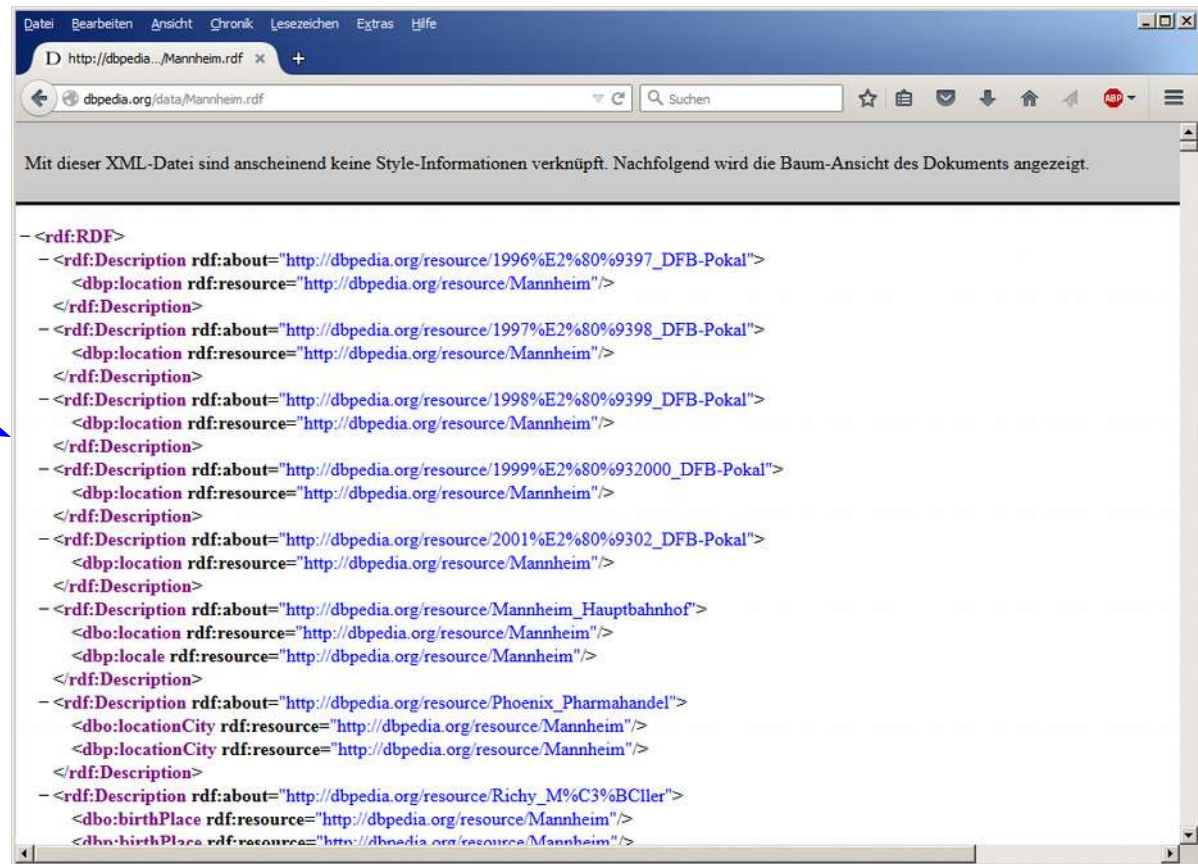 Datei Bearbeiten Ansicht Chronik Lesezeichen Extras Hilfe
D http://dbpedia.../Mannheim.rdf × +
dbpedia.org/data/Mannheim.rdf Suchen ABP
Mit dieser XML-Datei sind anscheinend keine Style-Informationen verknüpft. Nachfolgend wird die Baum-Ansicht des Dokuments angezeigt.
−<rdf:RDF>
−<rdf:Description rdf:about="http://dbpedia.org/resource/1996%E2%80%9397_DFB-Pokal">
<dbp:location rdf:resource="http://dbpedia.org/resource/Mannheim"/>
</rdf:Description>
−<rdf:Description rdf:about="http://dbpedia.org/resource/1997%E2%80%9398_DFB-Pokal">
<dbp:location rdf:resource="http://dbpedia.org/resource/Mannheim"/>
</rdf:Description>
−<rdf:Description rdf:about="http://dbpedia.org/resource/1998%E2%80%9399_DFB-Pokal">
<dbp:location rdf:resource="http://dbpedia.org/resource/Mannheim"/>
</rdf:Description>
−<rdf:Description rdf:about="http://dbpedia.org/resource/1999%E2%80%932000_DFB-Pokal">
<dbp:location rdf:resource="http://dbpedia.org/resource/Mannheim"/>
</rdf:Description>
−<rdf:Description rdf:about="http://dbpedia.org/resource/2001%E2%80%9302_DFB-Pokal">
<dbp:location rdf:resource="http://dbpedia.org/resource/Mannheim"/>
</rdf:Description>
−<rdf:Description rdf:about="http://dbpedia.org/resource/Mannheim_Hauptbahnhof">
<dbo:location rdf:resource="http://dbpedia.org/resource/Mannheim"/>
<dbp:locale rdf:resource="http://dbpedia.org/resource/Mannheim"/>
</rdf:Description>
−<rdf:Description rdf:about="http://dbpedia.org/resource/Phoenix_Pharmahandel">
<dbo:locationCity rdf:resource="http://dbpedia.org/resource/Mannheim"/>
<dbp:locationCity rdf:resource="http://dbpedia.org/resource/Mannheim"/>
</rdf:Description>
−<rdf:Description rdf:about="http://dbpedia.org/resource/Richy_M%C3%BCller">
<dbo:birthPlace rdf:resource="http://dbpedia.org/resource/Mannheim"/>
<dbp:birthPlace rdf:resource="http://dbpedia.org/resource/Mannheim"/>